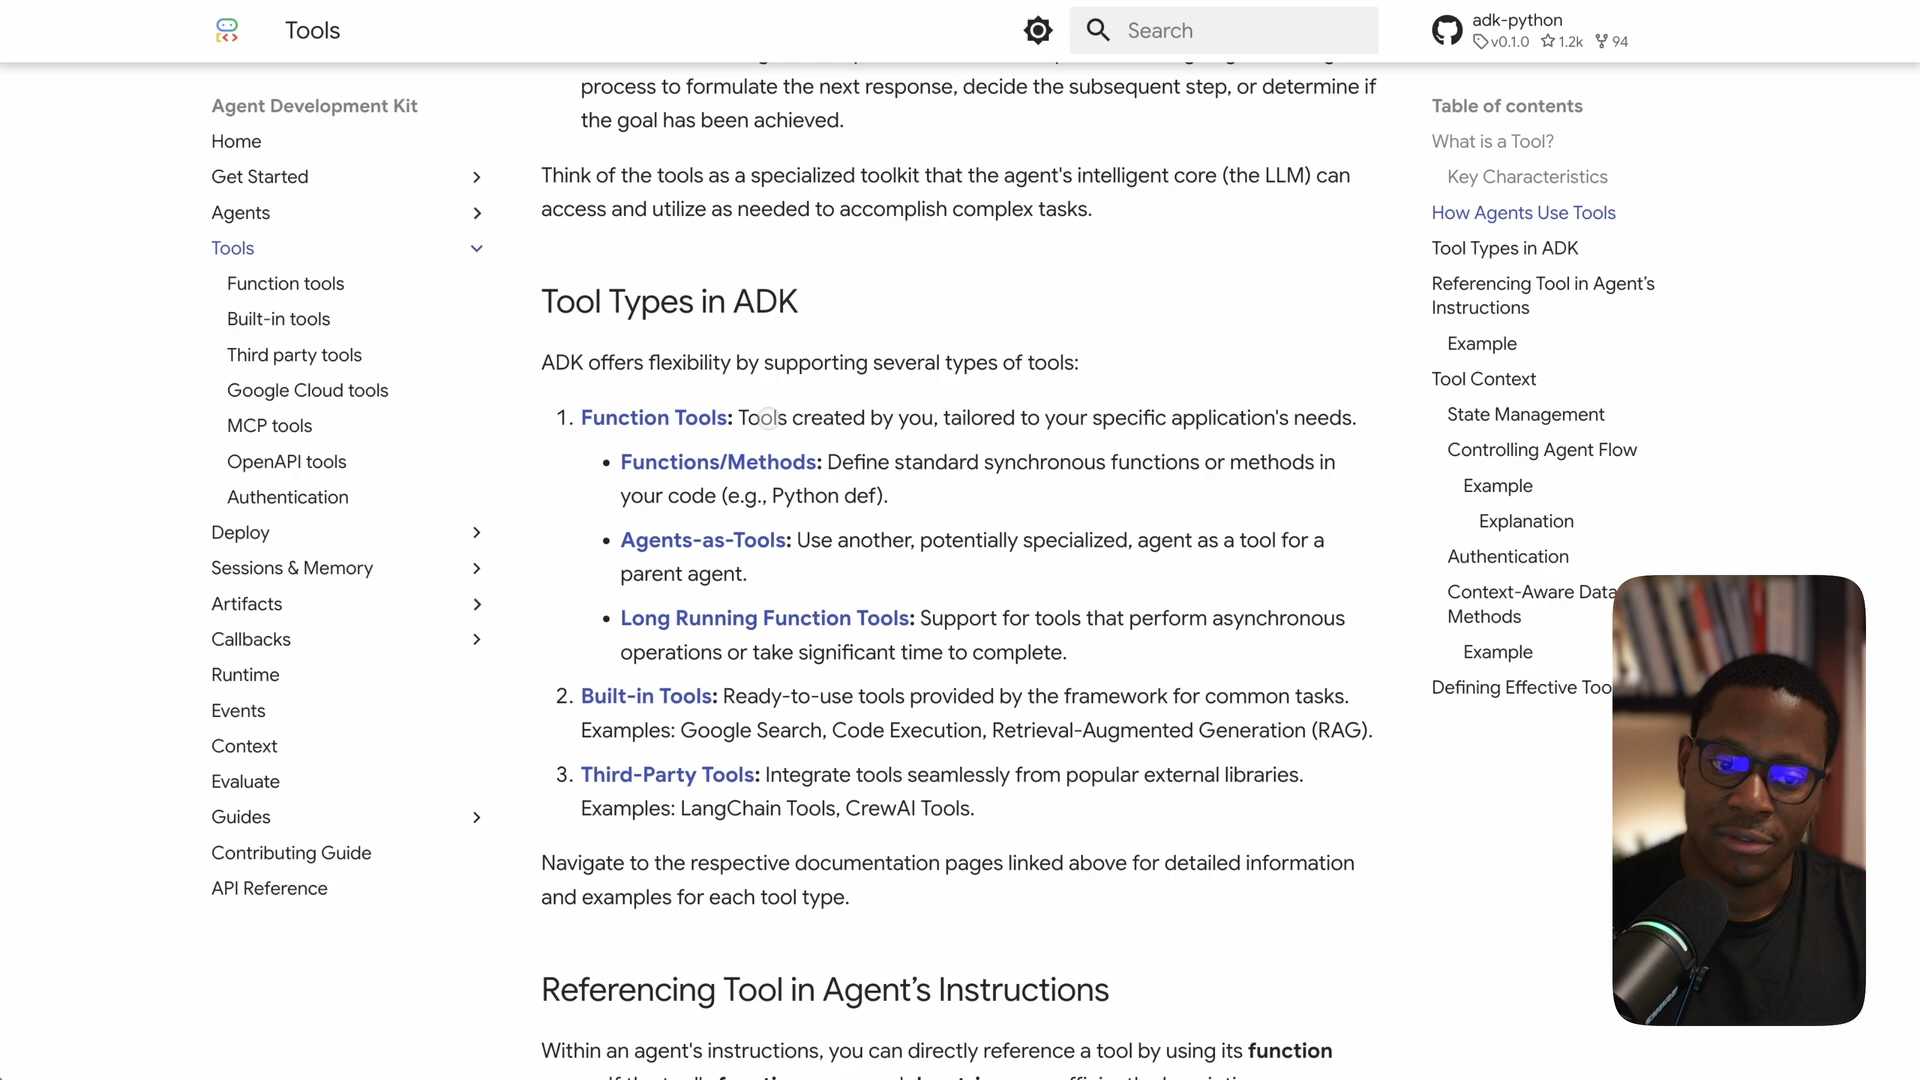 Tools
Search
adk-python
v0.1.0 1.2k 94
Agent Development Kit
Home
Get Started
Agents
Tools
Function tools
Built-in tools
Third party tools
Google Cloud tools
MCP tools
OpenAPI tools
Authentication
Deploy
Sessions & Memory
Artifacts
Callbacks
Runtime
Events
Context
Evaluate
Guides
Contributing Guide
API Reference
process to formulate the next response, decide the subsequent step, or determine if
the goal has been achieved.
Think of the tools as a specialized toolkit that the agent's intelligent core (the LLM) can
access and utilize as needed to accomplish complex tasks.
Tool Types in ADK
ADK offers flexibility by supporting several types of tools:
1. Function Tools: Tools created by you, tailored to your specific application's needs.
• Functions/Methods: Define standard synchronous functions or methods in
your code (e.g., Python def).
• Agents-as-Tools: Use another, potentially specialized, agent as a tool for a
parent agent.
• Long Running Function Tools: Support for tools that perform asynchronous
operations or take significant time to complete.
2. Built-in Tools: Ready-to-use tools provided by the framework for common tasks.
Examples: Google Search, Code Execution, Retrieval-Augmented Generation (RAG).
3. Third-Party Tools: Integrate tools seamlessly from popular external libraries.
Examples: LangChain Tools, CrewAI Tools.
Navigate to the respective documentation pages linked above for detailed information
and examples for each tool type.
Referencing Tool in Agent’s Instructions
Within an agent's instructions, you can directly reference a tool by using its function
Table of contents
What is a Tool?
Key Characteristics
How Agents Use Tools
Tool Types in ADK
Referencing Tool in Agent’s
Instructions
Example
Tool Context
State Management
Controlling Agent Flow
Example
Explanation
Authentication
Context-Aware Data
Methods
Example
Defining Effective Too